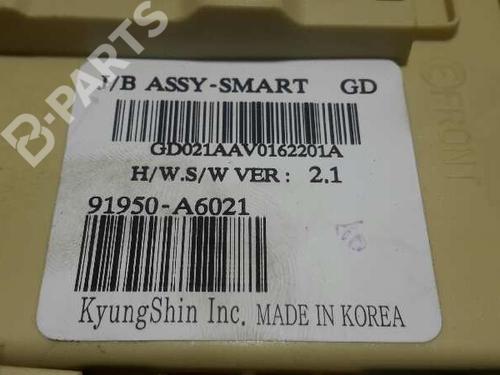 J/B ASSY-SMART GD
GD021AAV0162201A
H/W.S/W VER : 2.1
91950-A6021
KyungShin Inc. MADE IN KOREA
FRONT
B-PARTS